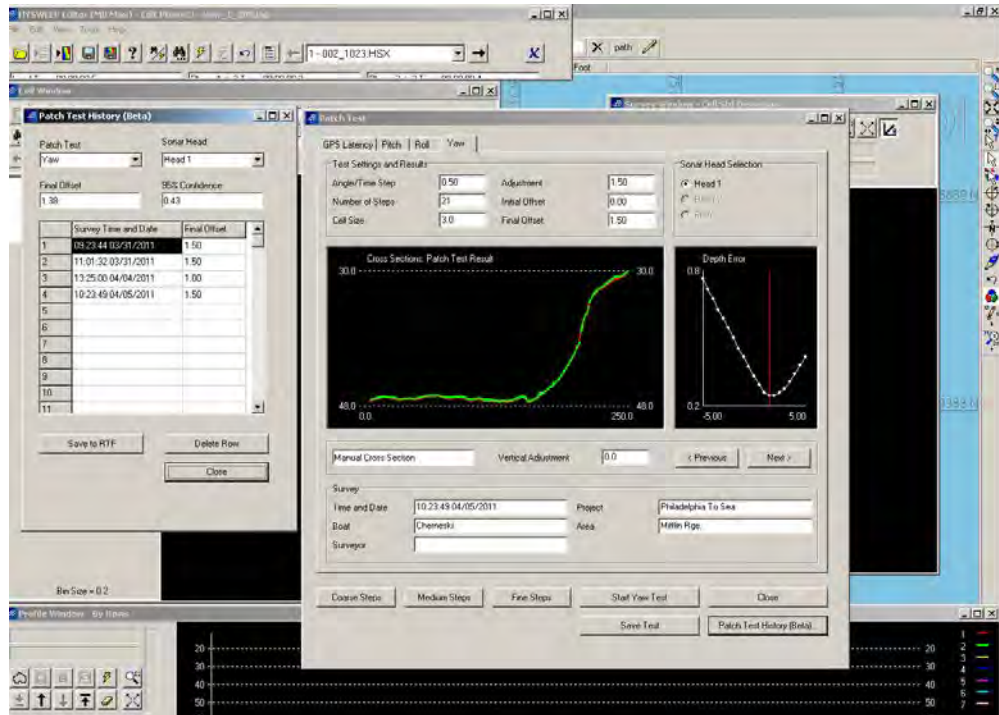 File Edit View Tools Help
1 - 002_1023.HSX
path
Foot
Cell Window
Patch Test History (Beta)
Patch Test
Sonar Head
Yaw
Head 1
Final Offset
95% Confidence
1.38
0.43
Survey Time and Date Final Offset
1 09:23:44 03/31/2011 1.50
2 11:01:32 03/31/2011 1.50
3 13:25:00 04/04/2011 1.00
4 10:23:49 04/05/2011 1.50
5
6
7
8
9
10
11
Save to RTF
Delete Row
Close
Bin Size = 0.2
Patch Test
GPS Latency Pitch Roll Yaw
Test Settings and Results
Angle/Time Step 0.50 Adjustment 1.50
Number of Steps 21 Initial Offset 0.00
Cell Size 3.0 Final Offset 1.50
Sonar Head Selection
Head 1
Cross Sections: Patch Test Result
30.0 30.0
48.0 48.0
0.0 250.0
Depth Error
0.8
0.2
-5.00 5.00
Manual Cross Section
Vertical Adjustment 0.0
< Previous
Next >
Survey
Time and Date 10:23:49 04/05/2011 Project Philadelphia To Sea
Boat Cherneski Area Mifflin Rge.
Surveyor
Coarse Steps
Medium Steps
Fine Steps
Start Yaw Test
Close
Save Test
Patch Test History (Beta)...
Profile Window - By Rows
20 20
30 30
40 40
50 50
1
2
3
4
5
6
7